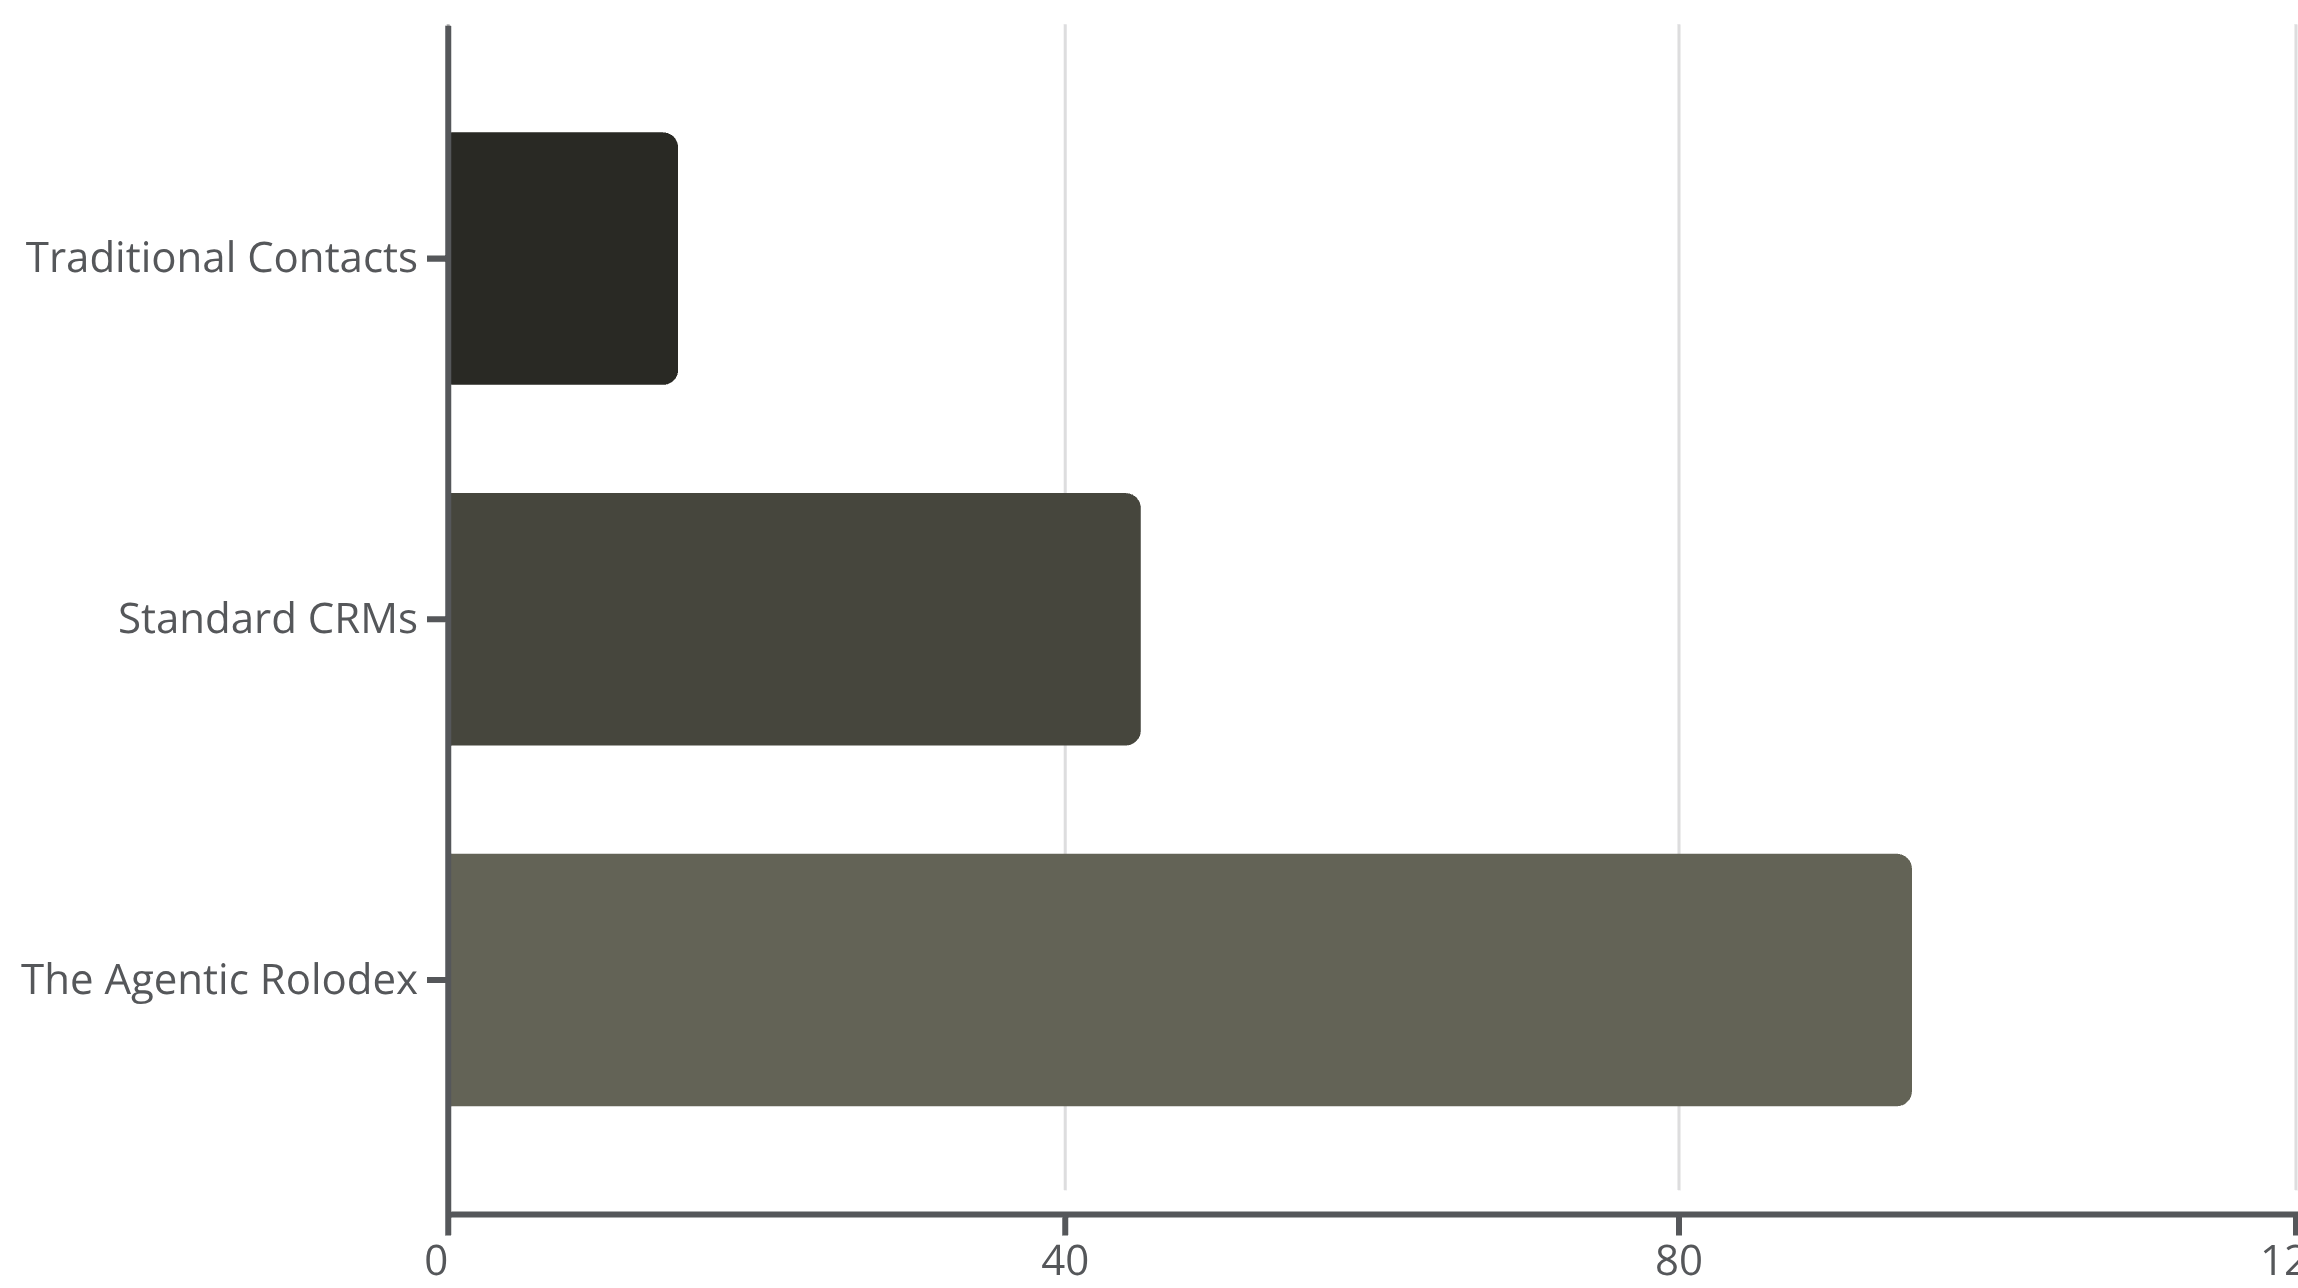 Traditional Contacts
Standard CRMs
The Agentic Rolodex
0 40 80 12